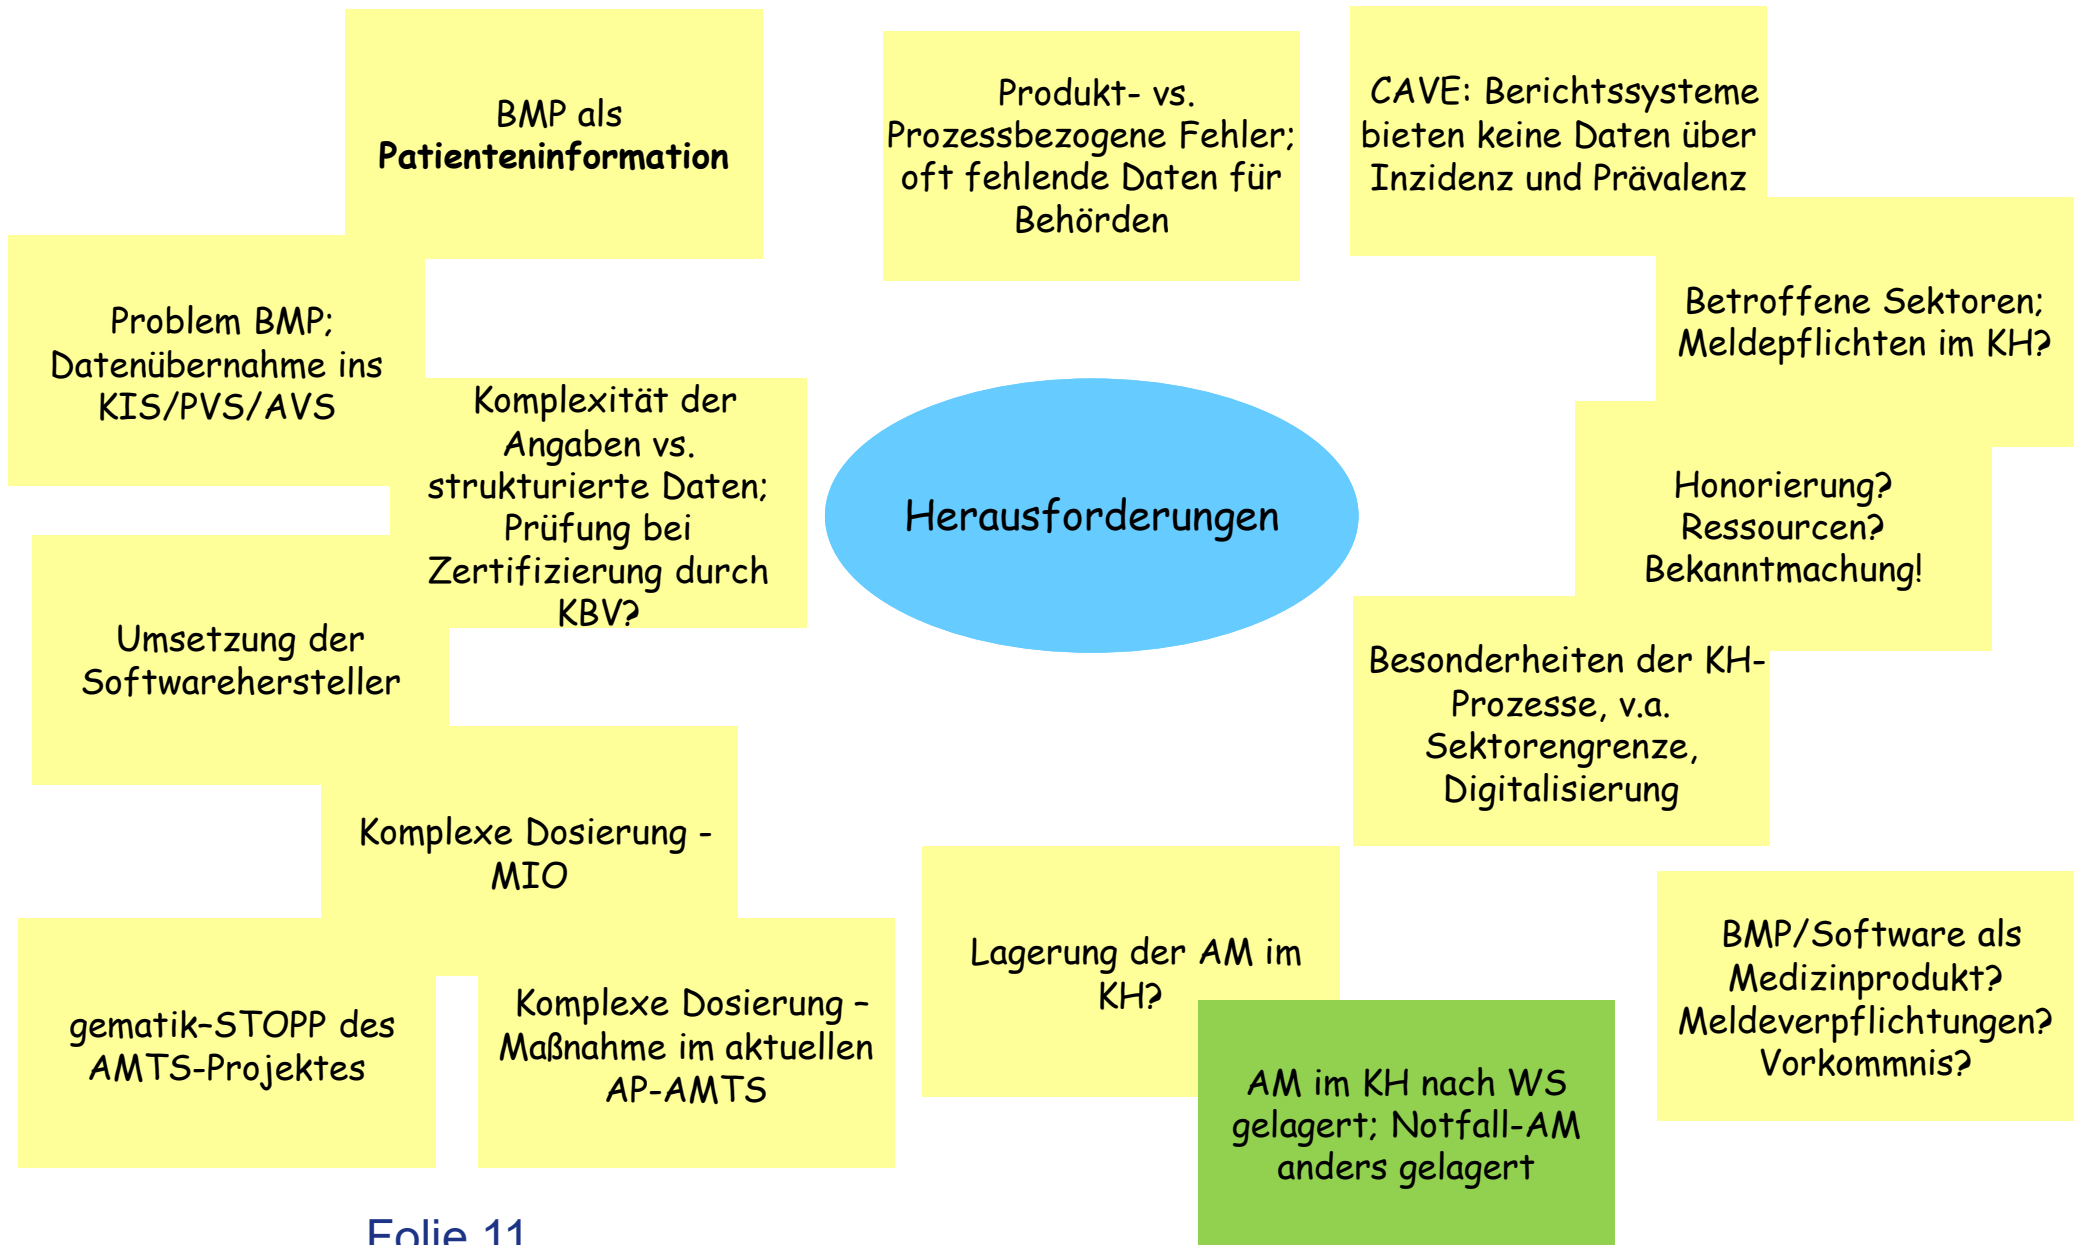 BMP als
Patienteninformation
Produkt- vs.
Prozessbezogene Fehler;
oft fehlende Daten für
Behörden
CAVE: Berichtssysteme
bieten keine Daten über
Inzidenz und Prävalenz
Problem BMP;
Datenübernahme ins
KIS/PVS/AVS
Betroffene Sektoren;
Meldepflichten im KH?
Komplexität der
Angaben vs.
strukturierte Daten;
Prüfung bei
Zertifizierung durch
KBV?
Herausforderungen
Honorierung?
Ressourcen?
Bekanntmachung!
Umsetzung der
Softwarehersteller
Besonderheiten der KH-
Prozesse, v.a.
Sektorengrenze,
Digitalisierung
Komplexe Dosierung -
MIO
Lagerung der AM im
KH?
BMP/Software als
Medizinprodukt?
Meldeverpflichtungen?
Vorkommnis?
gematik–STOPP des
AMTS-Projektes
Komplexe Dosierung –
Maßnahme im aktuellen
AP-AMTS
AM im KH nach WS
gelagert; Notfall-AM
anders gelagert
Folie 11